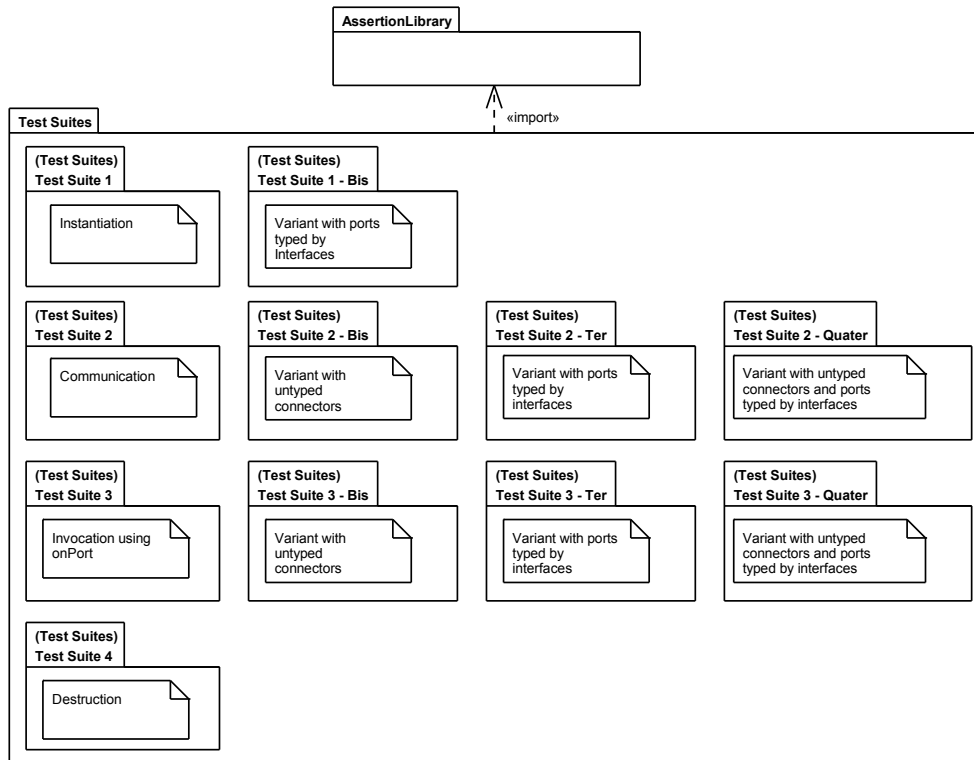 AssertionLibrary
«import»
Test Suites
(Test Suites)
Test Suite 1
Instantiation
(Test Suites)
Test Suite 1 - Bis
Variant with ports
typed by
Interfaces
(Test Suites)
Test Suite 2
Communication
(Test Suites)
Test Suite 2 - Bis
Variant with
untyped
connectors
(Test Suites)
Test Suite 2 - Ter
Variant with ports
typed by
interfaces
(Test Suites)
Test Suite 2 - Quater
Variant with untyped
connectors and ports
typed by interfaces
(Test Suites)
Test Suite 3
Invocation using
onPort
(Test Suites)
Test Suite 3 - Bis
Variant with
untyped
connectors
(Test Suites)
Test Suite 3 - Ter
Variant with ports
typed by
interfaces
(Test Suites)
Test Suite 3 - Quater
Variant with untyped
connectors and ports
typed by interfaces
(Test Suites)
Test Suite 4
Destruction